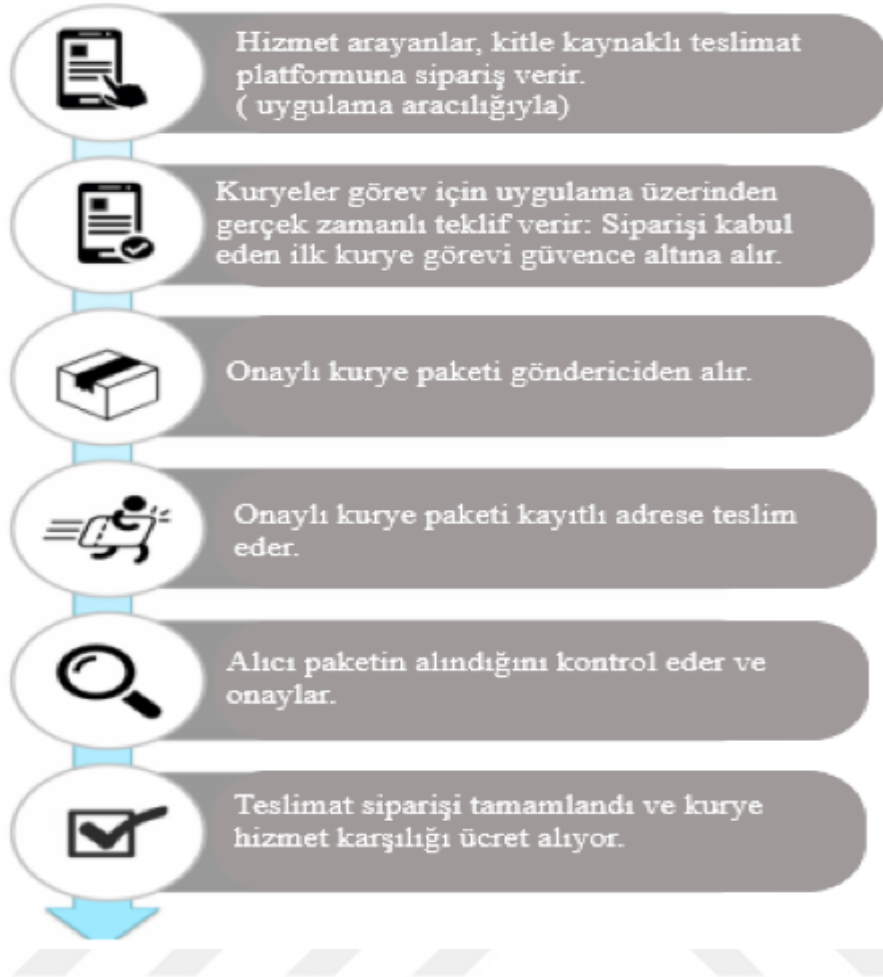 Hizmet arayanlar, kitle kaynaklı teslimat
platformuna sipariş verir.
( uygulama aracılığıyla)
Kuryeler görev için uygulama üzerinden
gerçek zamanlı teklif verir: Siparişi kabul
eden ilk kurye görevi güvence altına alır.
Onaylı kurye paketi göndericiden alır.
Onaylı kurye paketi kayıtlı adrese teslim
eder.
Alıcı paketin alındığını kontrol eder ve
onaylar.
Teslimat siparişi tamamlandı ve kurye
hizmet karşılığı ücret alıyor.